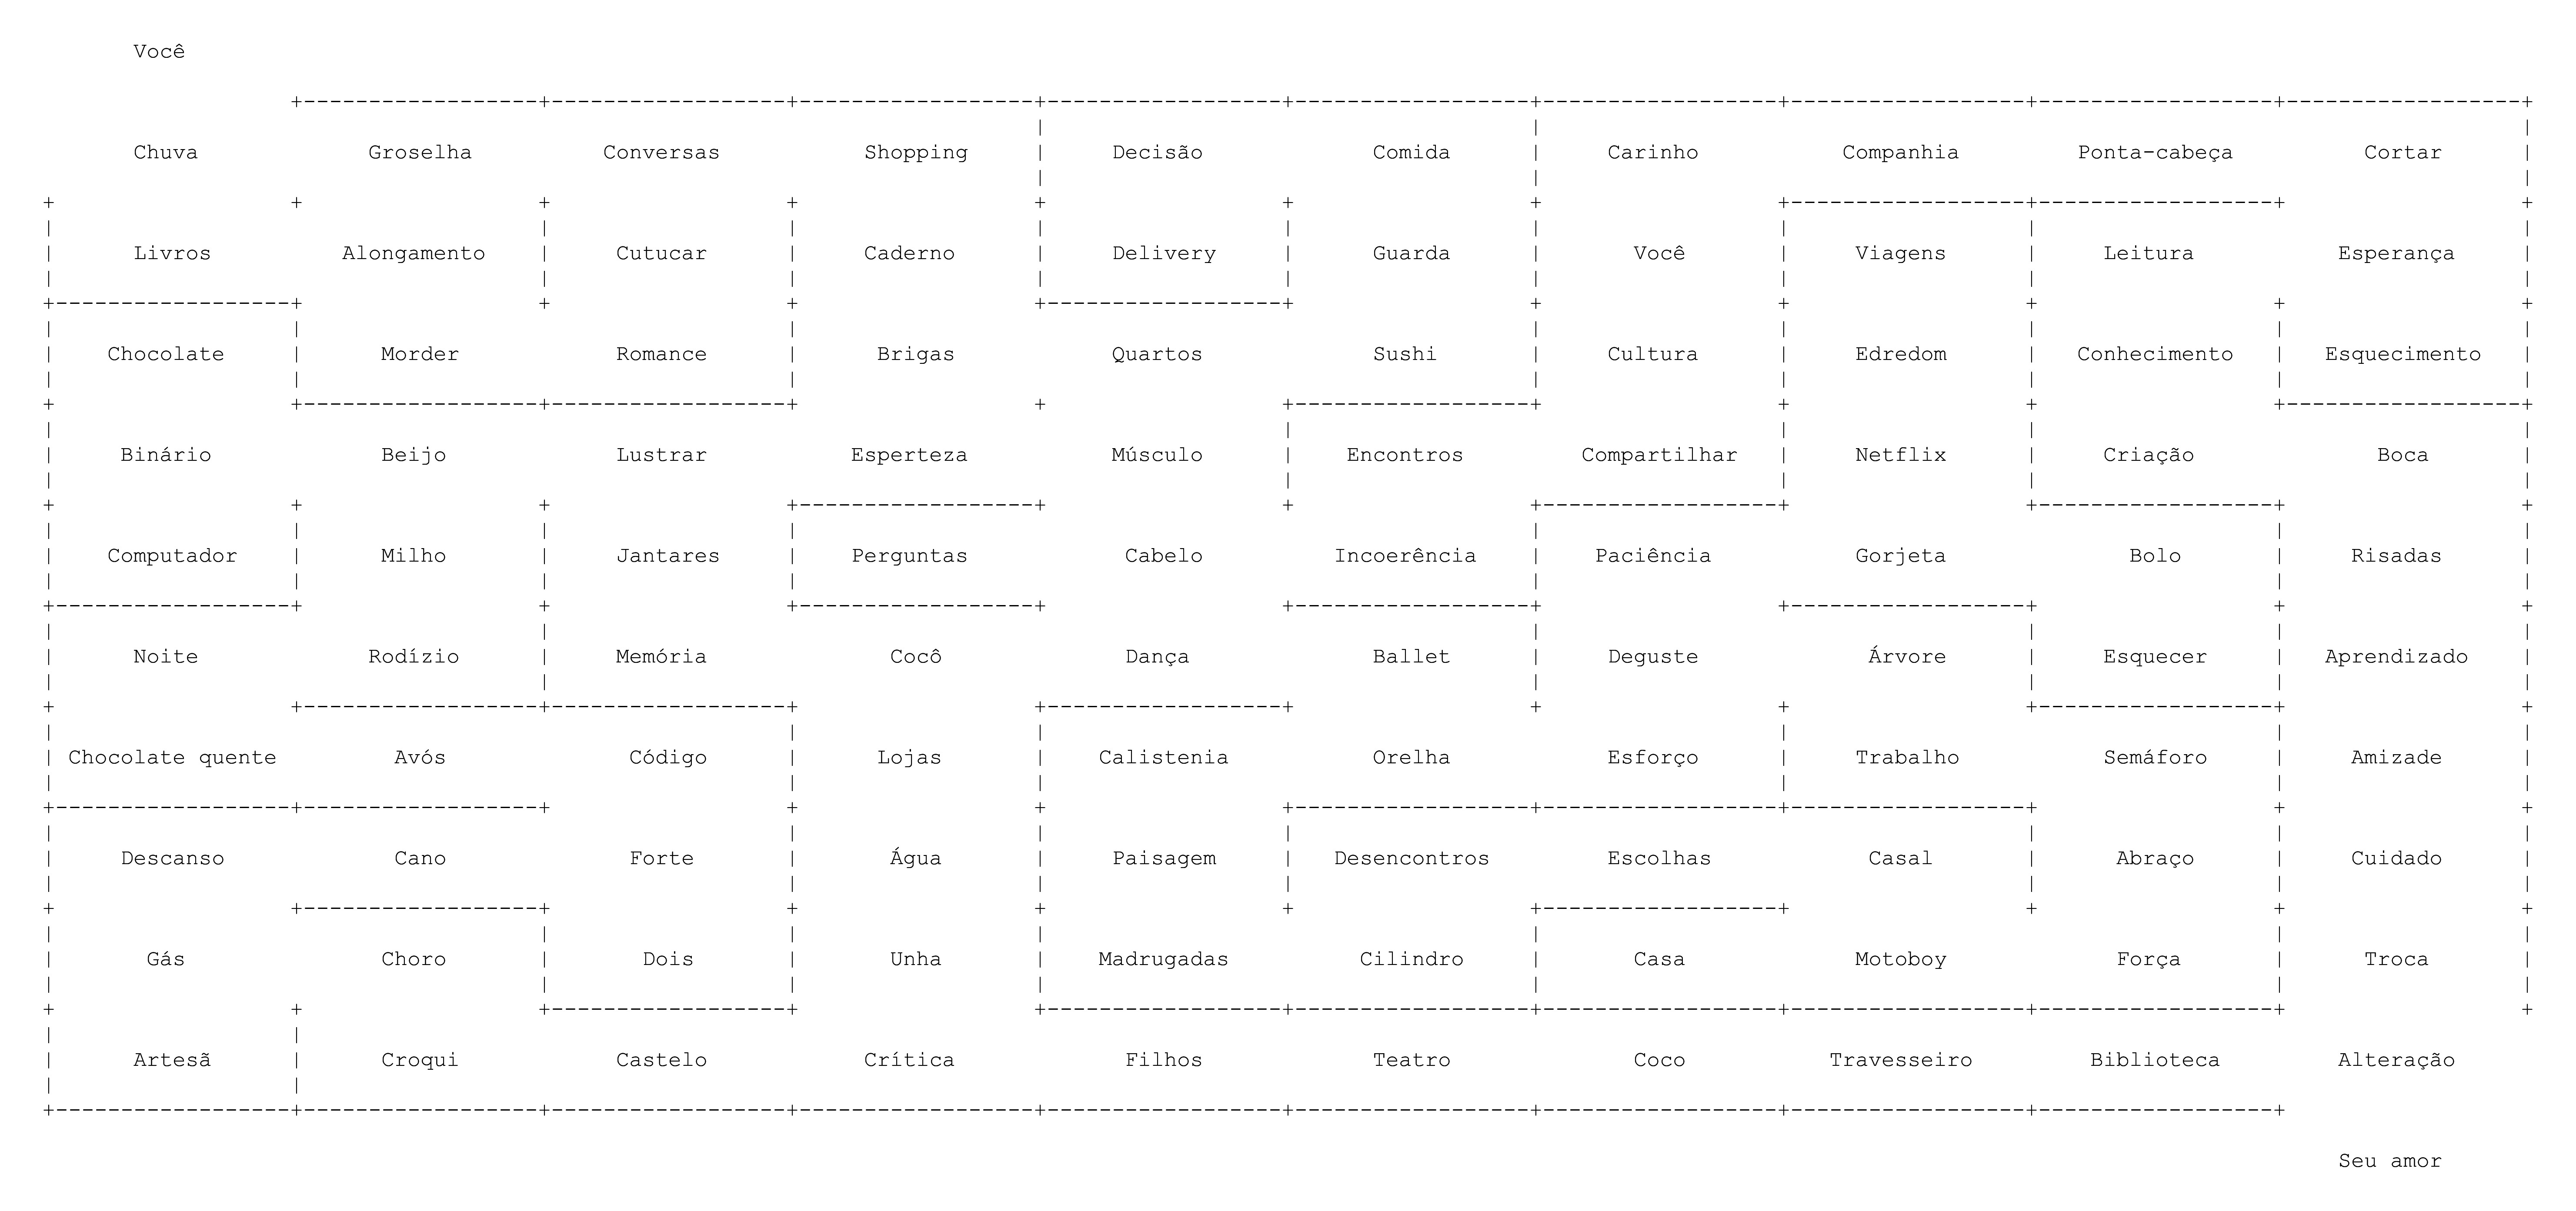 Você
Chuva Groselha Conversas Shopping Decisão Comida Carinho Companhia Ponta-cabeça Cortar
Livros Alongamento Cutucar Caderno Delivery Guarda Você Viagens Leitura Esperança
Chocolate Morder Romance Brigas Quartos Sushi Cultura Edredom Conhecimento Esquecimento
Binário Beijo Lustrar Esperteza Músculo Encontros Compartilhar Netflix Criação Boca
Computador Milho Jantares Perguntas Cabelo Incoerência Paciência Gorjeta Bolo Risadas
Noite Rodízio Memória Cocô Dança Ballet Deguste Árvore Esquecer Aprendizado
Chocolate quente Avós Código Lojas Calistenia Orelha Esforço Trabalho Semáforo Amizade
Descanso Cano Forte Água Paisagem Desencontros Escolhas Casal Abraço Cuidado
Gás Choro Dois Unha Madrugadas Cilindro Casa Motoboy Força Troca
Artesã Croqui Castelo Crítica Filhos Teatro Coco Travesseiro Biblioteca Alteração
Seu amor